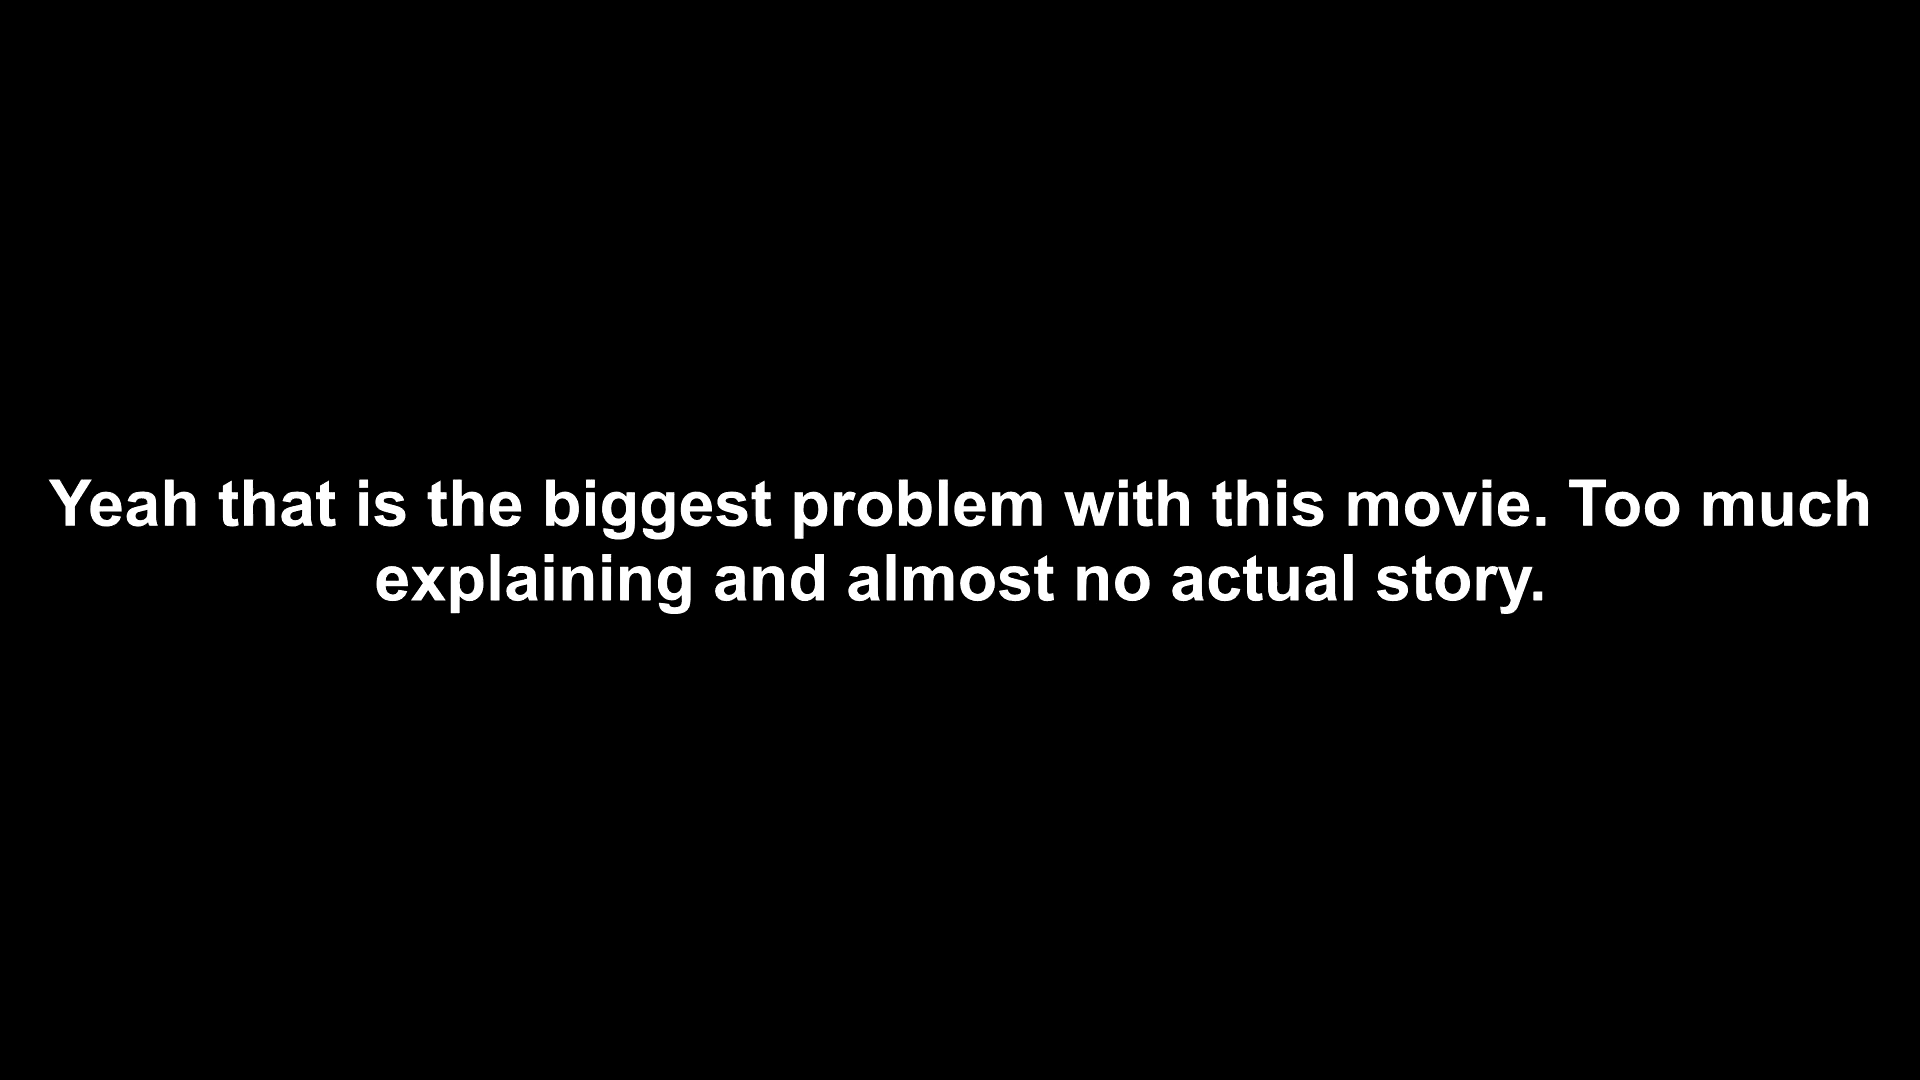 Yeah that is the biggest problem with this movie. Too much
explaining and almost no actual story.